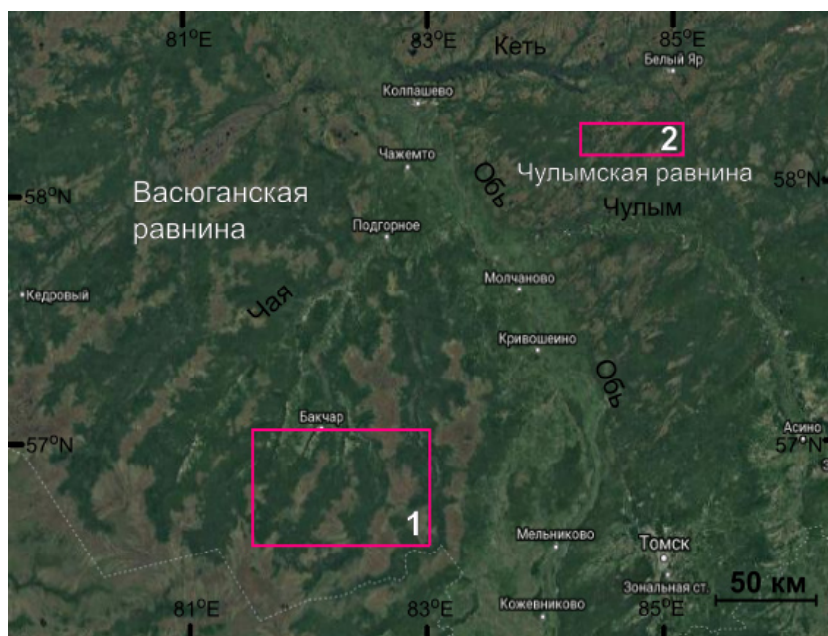 81°E
83°E
85°E
Кеть
Белый Яр
Колпашево
2
Чажемто
Обь
Чулымская равнина
58°N
58°N
Васюганская
равнина
Чулым
Подгорное
Кедровый
Чая
Молчаново
Кривошеино
Обь
Бакчар
57°N
Асино
57°N
1
Мельниково
Томск
Зональная ст.
50 км
81°E
83°E
85°E
Кожевниково